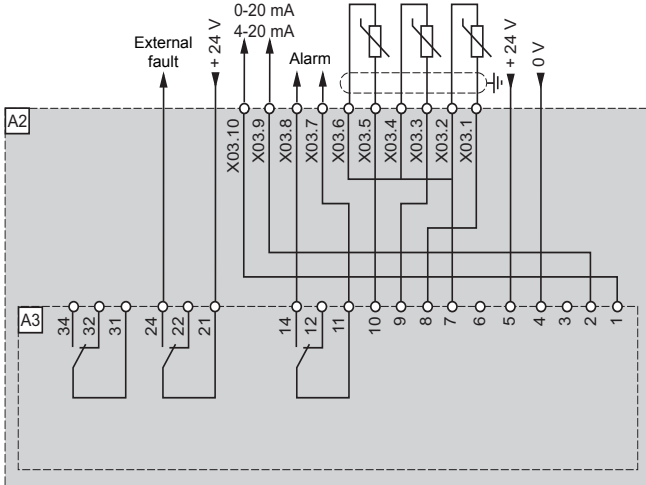 0-20 mA
4-20 mA
External
fault
+ 24 V
Alarm
+ 24 V
0 V
A2
X03.10
X03.9
X03.8
X03.7
X03.6
X03.5
X03.4
X03.3
X03.2
X03.1
A3
34
32
31
24
22
21
14
12
11
10
9
8
7
6
5
4
3
2
1